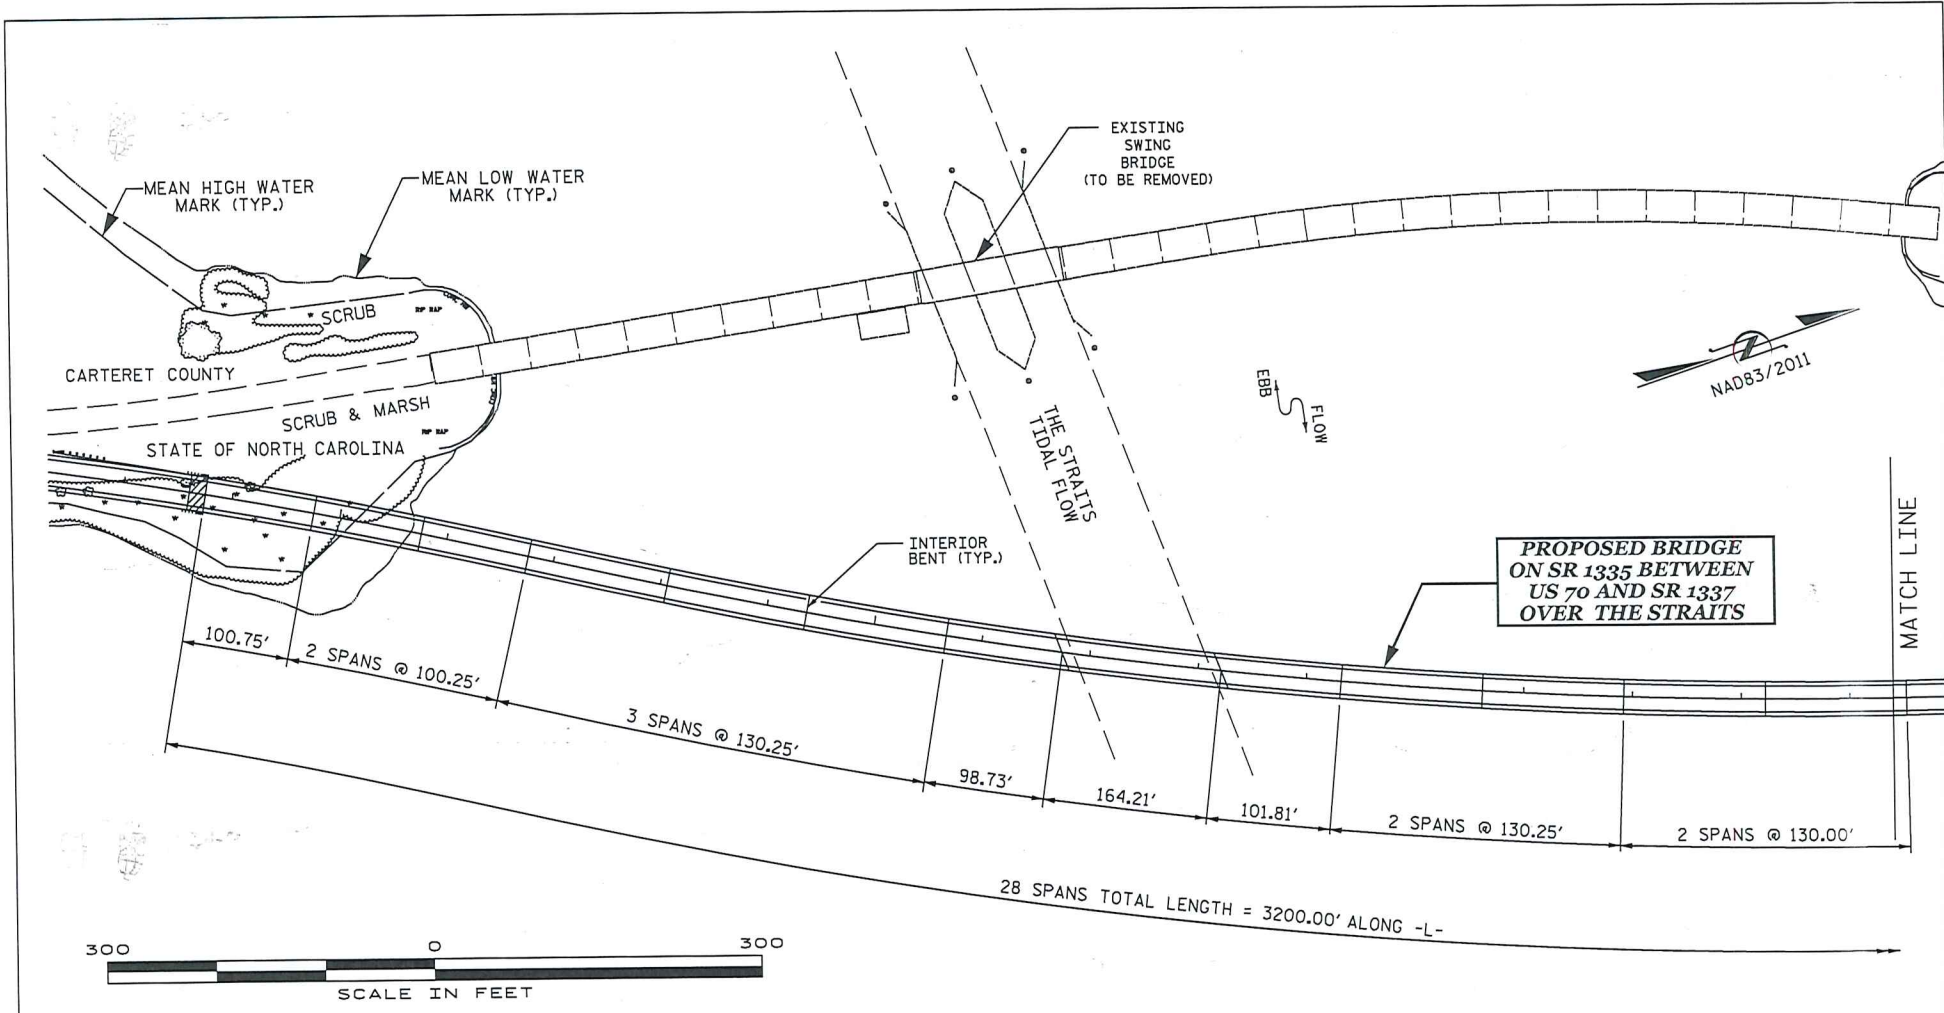 EXISTING
SWING
BRIDGE
(TO BE REMOVED)
MEAN HIGH WATER
MARK (TYP.)
MEAN LOW WATER
MARK (TYP.)
SCRUB
RIP RAP
CARTERET COUNTY
SCRUB & MARSH
RIP RAP
STATE OF NORTH CAROLINA
NAD83/2011
EBB
FLOW
THE STRAITS
TIDAL FLOW
INTERIOR
BENT (TYP.)
PROPOSED BRIDGE
ON SR 1335 BETWEEN
US 70 AND SR 1337
OVER THE STRAITS
MATCH LINE
100.75'
2 SPANS @ 100.25'
3 SPANS @ 130.25'
98.73'
164.21'
101.81'
2 SPANS @ 130.25'
2 SPANS @ 130.00'
28 SPANS TOTAL LENGTH = 3200.00' ALONG -L-
300 0 300
SCALE IN FEET